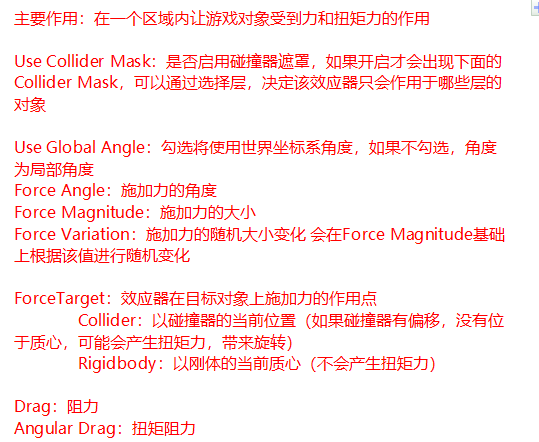 主要作用：在一个区域内让游戏对象受到力和扭矩力的作用
Use Collider Mask：是否启用碰撞器遮罩，如果开启才会出现下面的
Collider Mask，可以通过选择层，决定该效应器只会作用于哪些层的
对象
Use Global Angle：勾选将使用世界坐标系角度，如果不勾选，角度
为局部角度
Force Angle：施加力的角度
Force Magnitude：施加力的大小
Force Variation：施加力的随机大小变化 会在Force Magnitude基础
上根据该值进行随机变化
ForceTarget：效应器在目标对象上施加力的作用点
Collider：以碰撞器的当前位置（如果碰撞器有偏移，没有位
于质心，可能会产生扭矩力，带来旋转）
Rigidbody：以刚体的当前质心（不会产生扭矩力）
Drag：阻力
Angular Drag：扭矩阻力